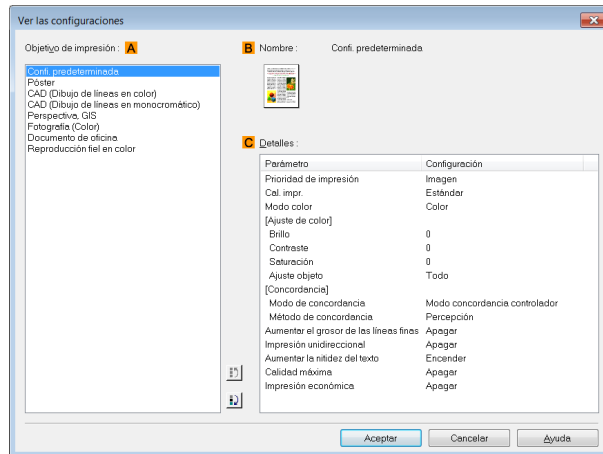 Ver las configuraciones
Objetivo de impresión : A
B Nombre : Confi. predeterminada
Confi. predeterminada
Póster
CAD (Dibujo de líneas en color)
CAD (Dibujo de líneas en monocromático)
Perspectiva, GIS
Fotografía (Color)
Documento de oficina
Reproducción fiel en color
C Detalles :
Parámetro Configuración
Prioridad de impresión Imagen
Cal. impr. Estándar
Modo color Color
[Ajuste de color]
Brillo 0
Contraste 0
Saturación 0
Ajuste objeto Todo
[Concordancia]
Modo de concordancia Modo concordancia controlador
Método de concordancia Percepción
Aumentar el grosor de las líneas finas Apagar
Impresión unidireccional Apagar
Aumentar la nitidez del texto Encender
Calidad máxima Apagar
Impresión económica Apagar
Aceptar Cancelar Ayuda